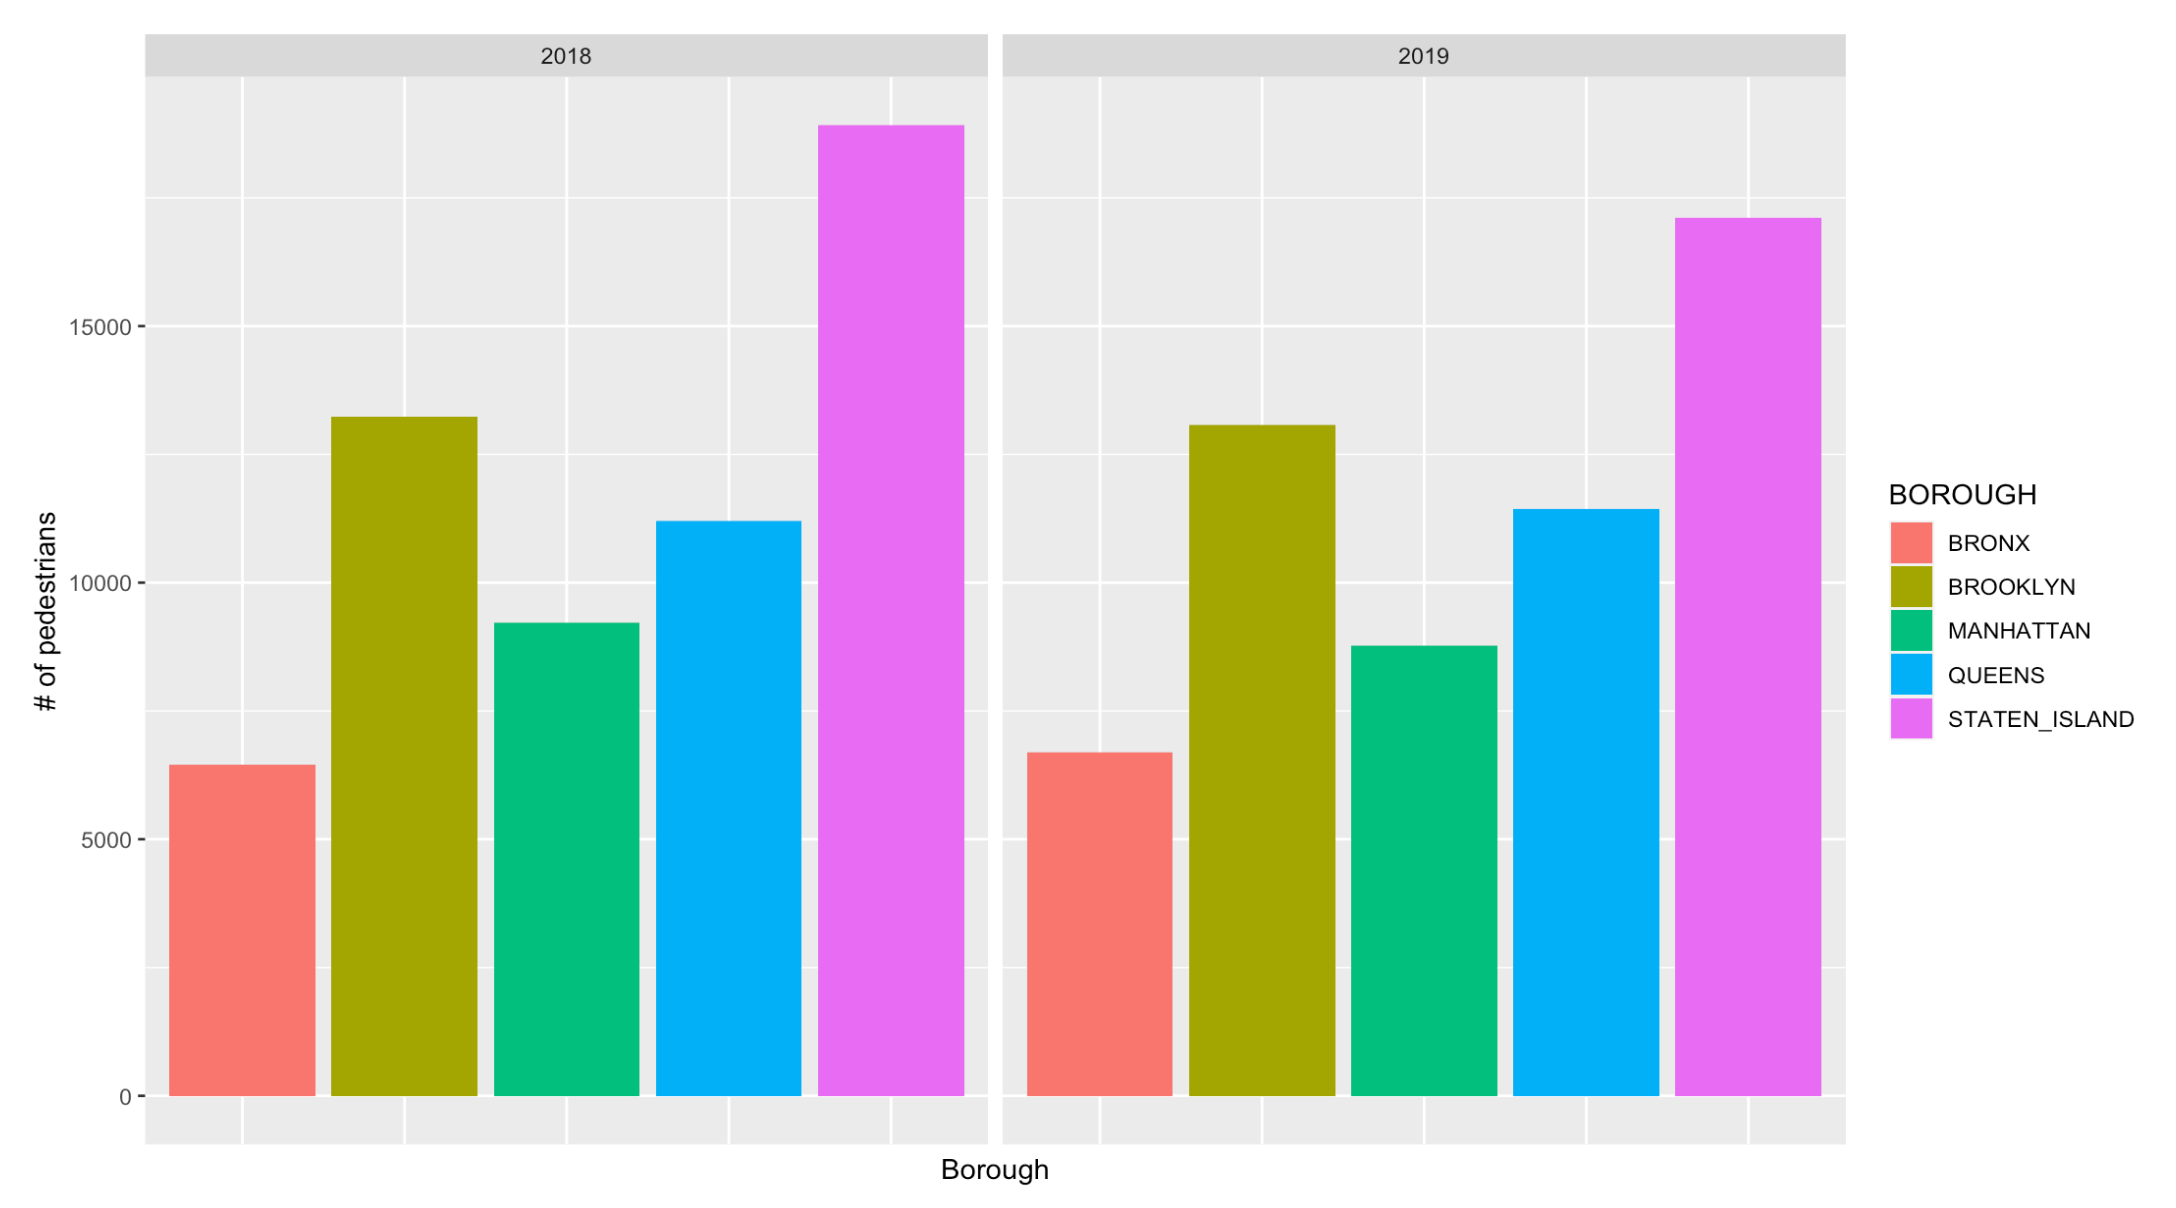 2018
2019
15000
10000
5000
0
# of pedestrians
Borough
BOROUGH
BRONX
BROOKLYN
MANHATTAN
QUEENS
STATEN_ISLAND